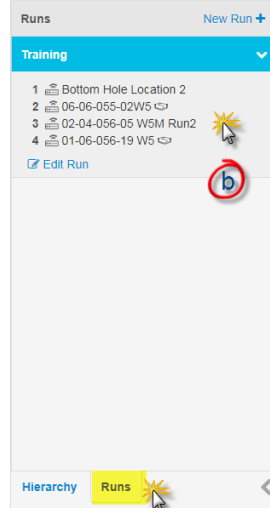 Runs New Run +
Training
1 Bottom Hole Location 2
2 06-06-055-02W5
3 02-04-056-05 W5M Run2
4 01-06-056-19 W5
Edit Run
b
Hierarchy Runs